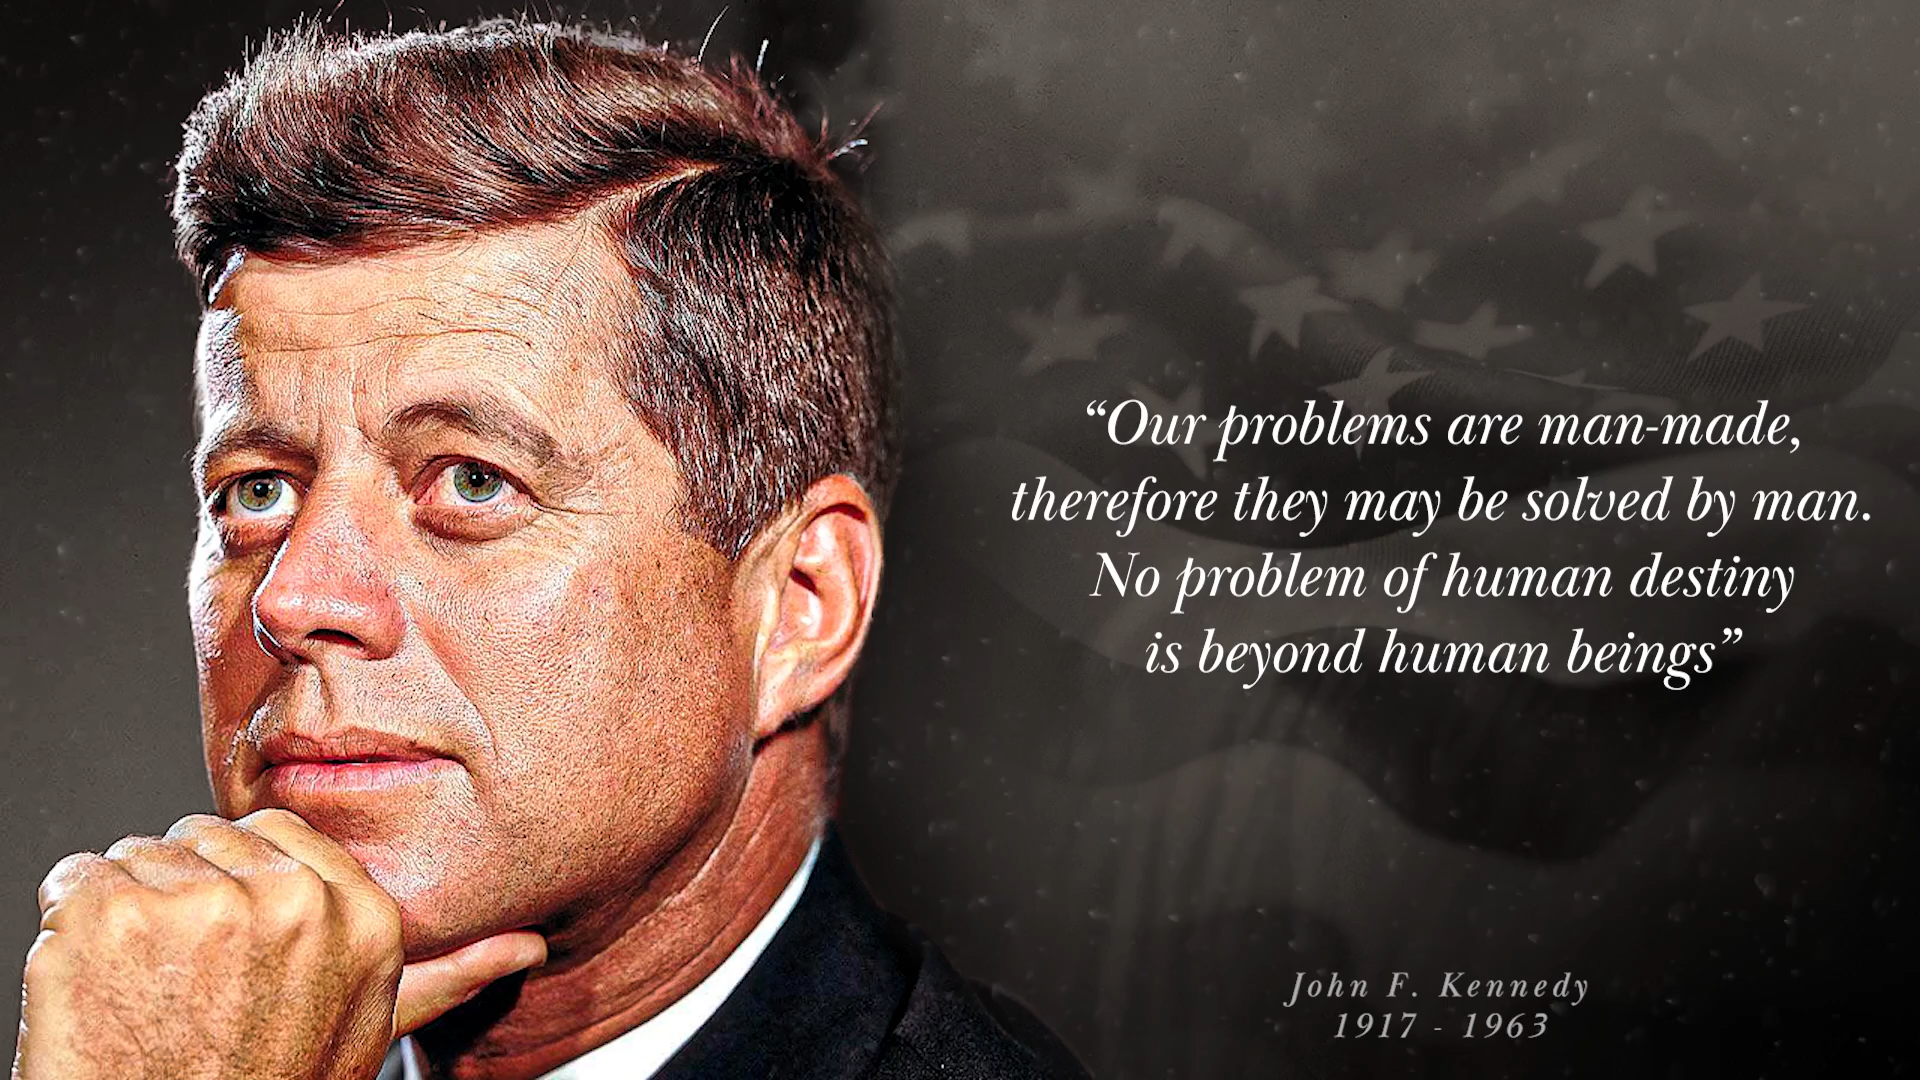 “Our problems are man-made,
therefore they may be solved by man.
No problem of human destiny
is beyond human beings”
John F. Kennedy
1917 - 1963